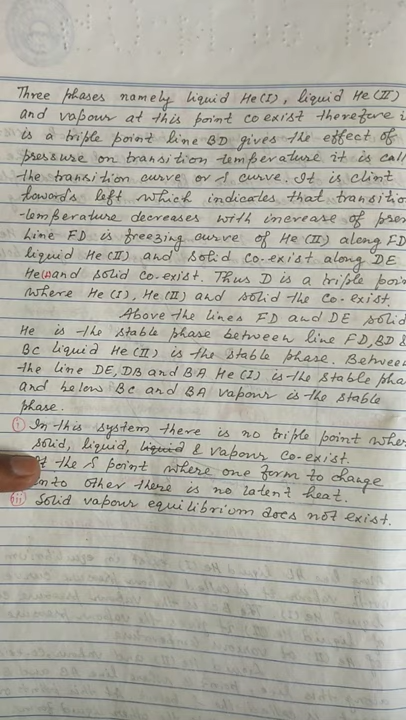 Three phases namely liquid He(I), liquid He(II)
and vapour at this point co exist therefore i
is a triple point line BD gives the effect of
pressure on transition temperature it is call
the transition curve or λ curve. It is clint
towords left which indicates that transitio
temperature decreases with increase of pres
Line FD is freezing curve of He(II) along FD
liquid He(II) and solid co-exist along DE
He(I) and solid co-exist. Thus D is a triple poin
where He(I), He(II) and solid the co-exist.
Above the lines FD and DE solid
He is the stable phase between line FD, BD &
BC liquid He(II) is the stable phase. Betwee
the line DE, DB and BA He(I) is the stable pha
and below BC and BA vapour is the stable
phase.
(i) In this system there is no triple point wher
solid, liquid, liquid & vapour co-exist.
the λ point where one form to change
into other there is no latent heat.
(iii) Solid vapour equilibrium does not exist.